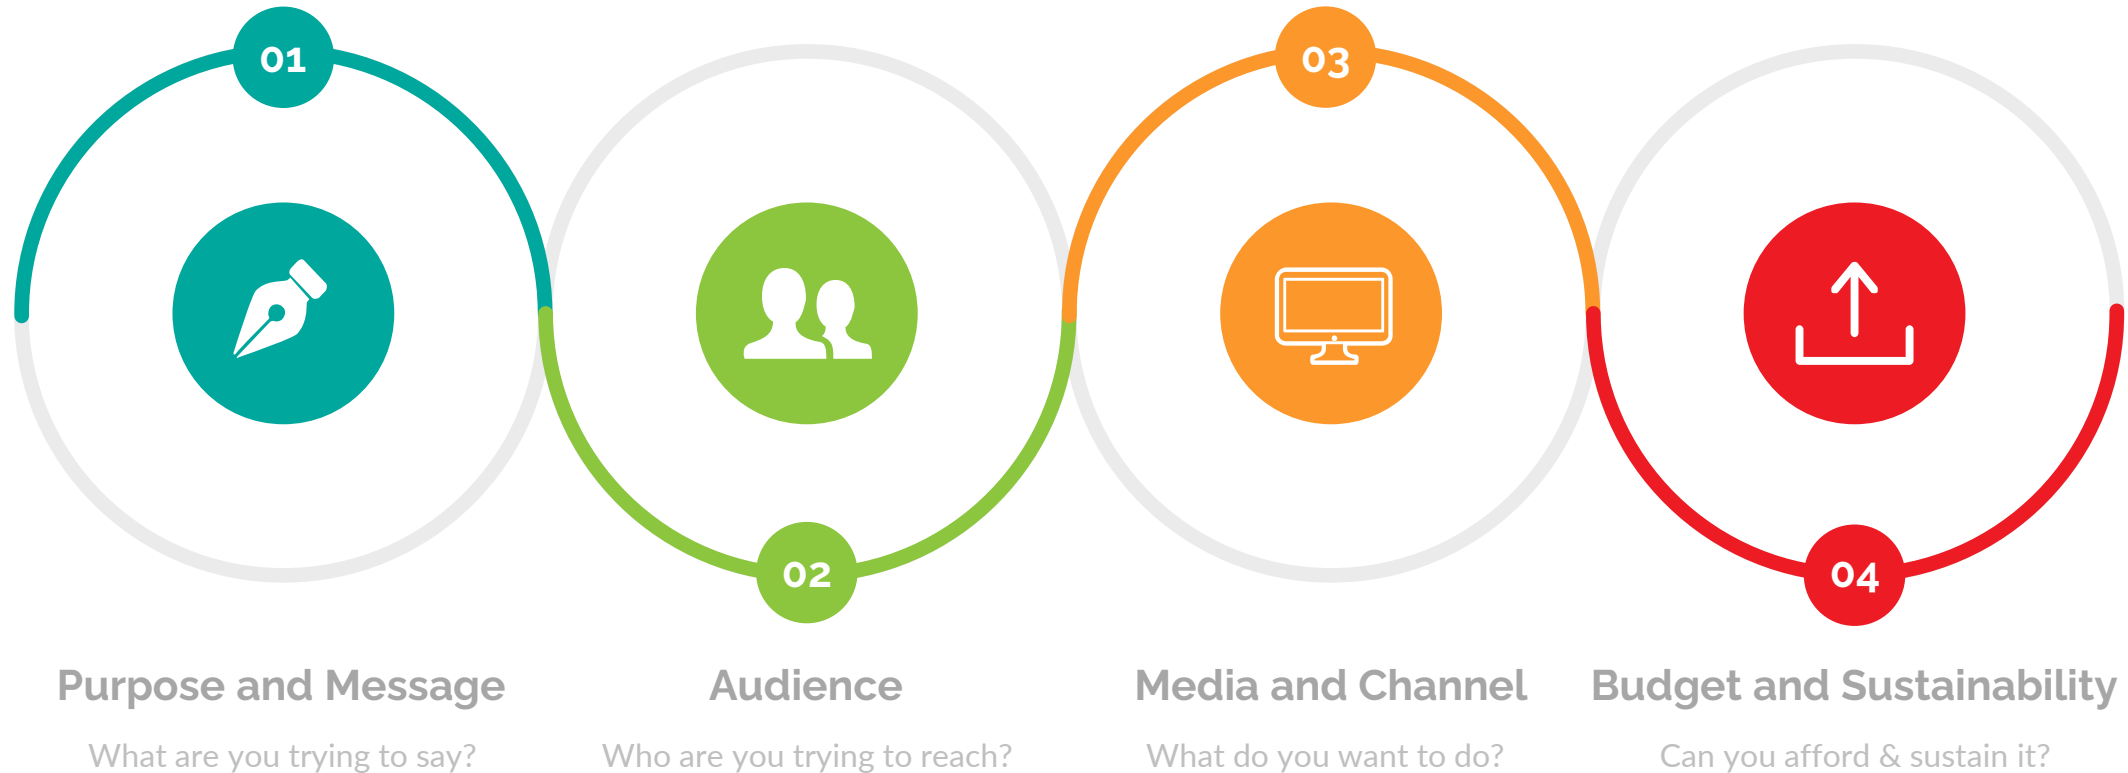 01
03
02
04
Purpose and Message
Audience
Media and Channel
Budget and Sustainability
What are you trying to say?
Who are you trying to reach?
What do you want to do?
Can you afford & sustain it?